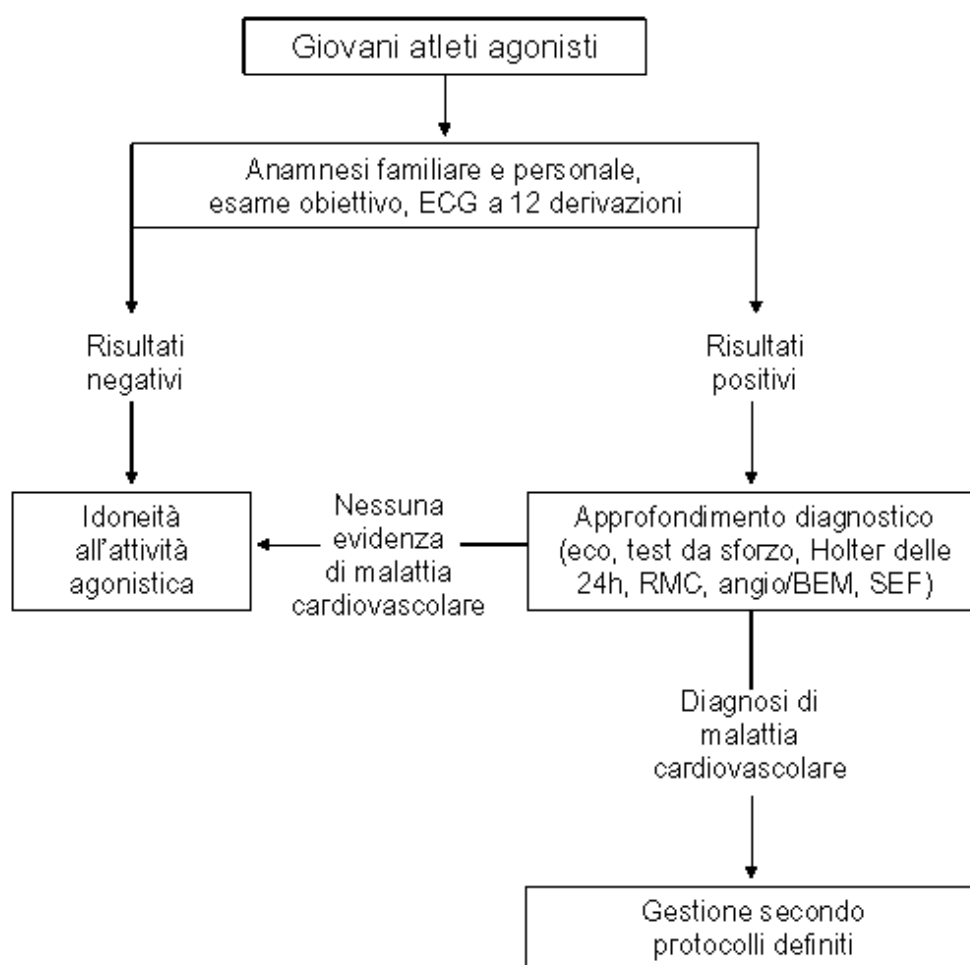 Giovani atleti agonisti
Anamnesi familiare e personale,
esame obiettivo, ECG a 12 derivazioni
Risultati
negativi
Risultati
positivi
Idoneità
all'attività
agonistica
Nessuna
evidenza
di malattia
cardiovascolare
Approfondimento diagnostico
(eco, test da sforzo, Holter delle
24h, RMC, angio/BEM, SEF)
Diagnosi di
malattia
cardiovascolare
Gestione secondo
protocolli definiti